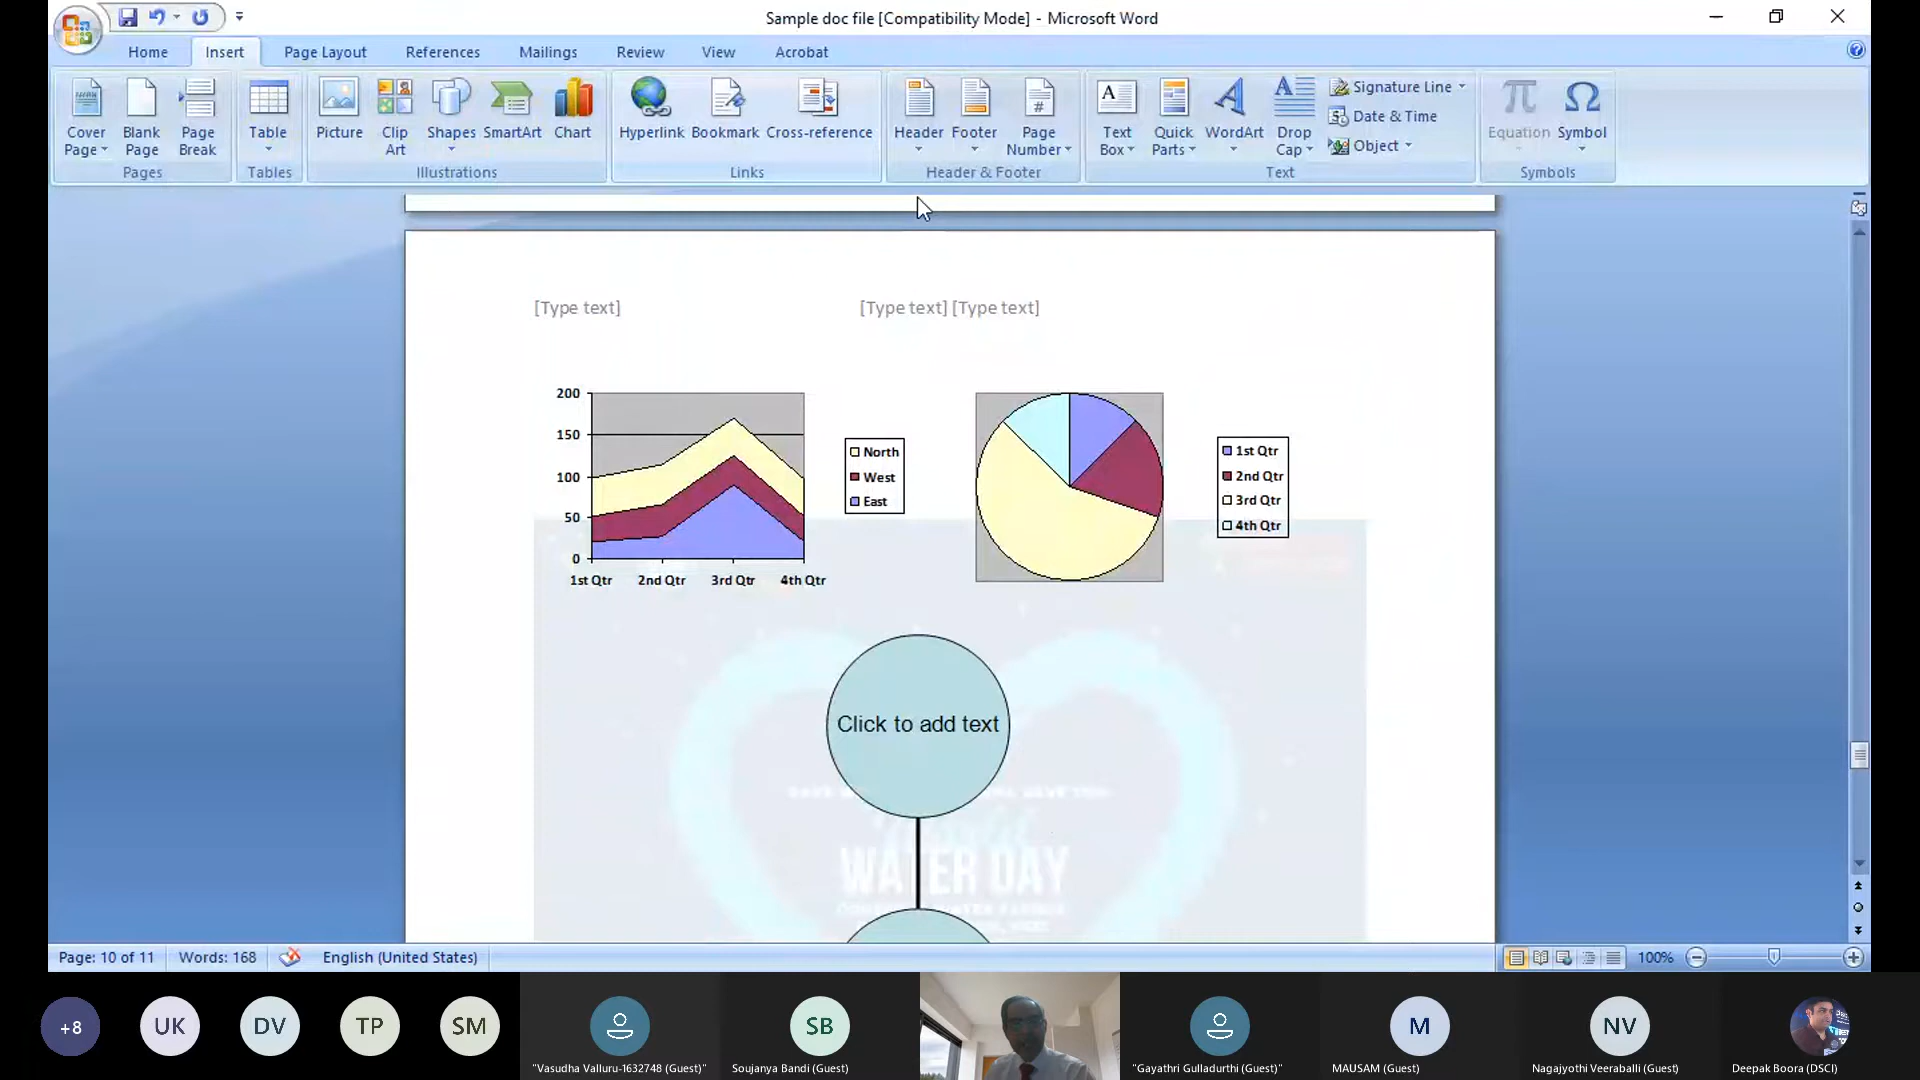 Sample doc file [Compatibility Mode] - Microsoft Word
Home Insert Page Layout References Mailings Review View Acrobat
Cover Page
Blank Page
Page Break
Table
Picture
Clip Art
Shapes
SmartArt
Chart
Hyperlink
Bookmark
Cross-reference
Header
Footer
Page Number
Text Box
Quick Parts
WordArt
Drop Cap
Signature Line
Date & Time
Object
Equation
Symbol
Pages Tables Illustrations Links Header & Footer Text Symbols
[Type text] [Type text] [Type text]
200
150
100
50
0
1st Qtr 2nd Qtr 3rd Qtr 4th Qtr
North
West
East
1st Qtr
2nd Qtr
3rd Qtr
4th Qtr
Click to add text
WATER DAY
Page: 10 of 11 Words: 168 English (United States) 100%
+8 UK DV TP SM SB M NV
"Vasudha Valluru-1632748 (Guest)" Soujanya Bandi (Guest) "Gayathri Gulladurthi (Guest)" MAUSAM (Guest) Nagajyothi Veeraballi (Guest) Deepak Boora (DSCI)